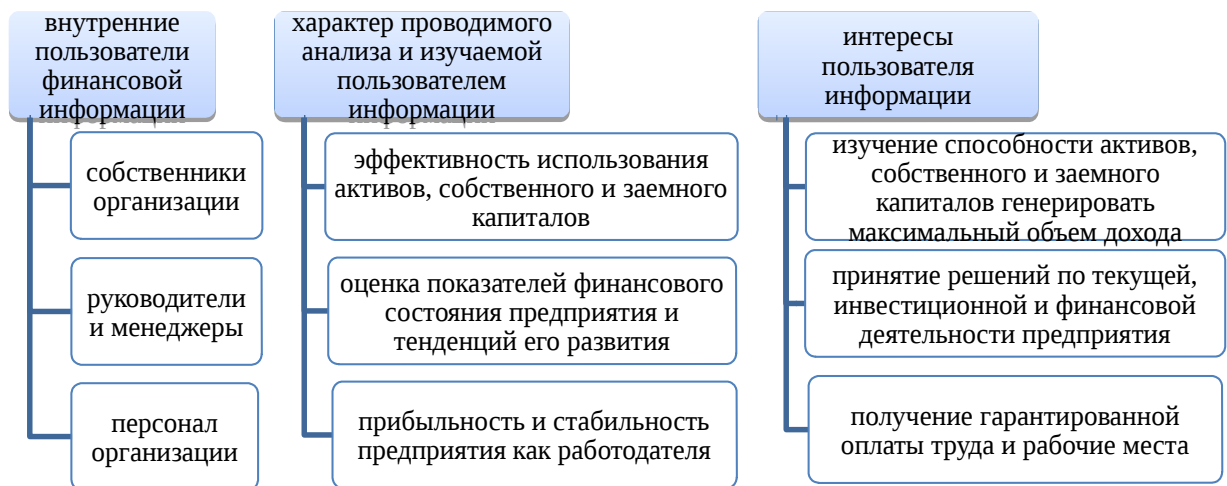 внутренние
пользователи
финансовой
информации
собственники
организации
руководители
и менеджеры
персонал
организации
характер проводимого
анализа и изучаемой
пользователем
информации
эффективность использования
активов, собственного и заемного
капиталов
оценка показателей финансового
состояния предприятия и
тенденций его развития
прибыльность и стабильность
предприятия как работодателя
интересы
пользователя
информации
изучение способности активов,
собственного и заемного
капиталов генерировать
максимальный объем дохода
принятие решений по текущей,
инвестиционной и финансовой
деятельности предприятия
получение гарантированной
оплаты труда и рабочие места